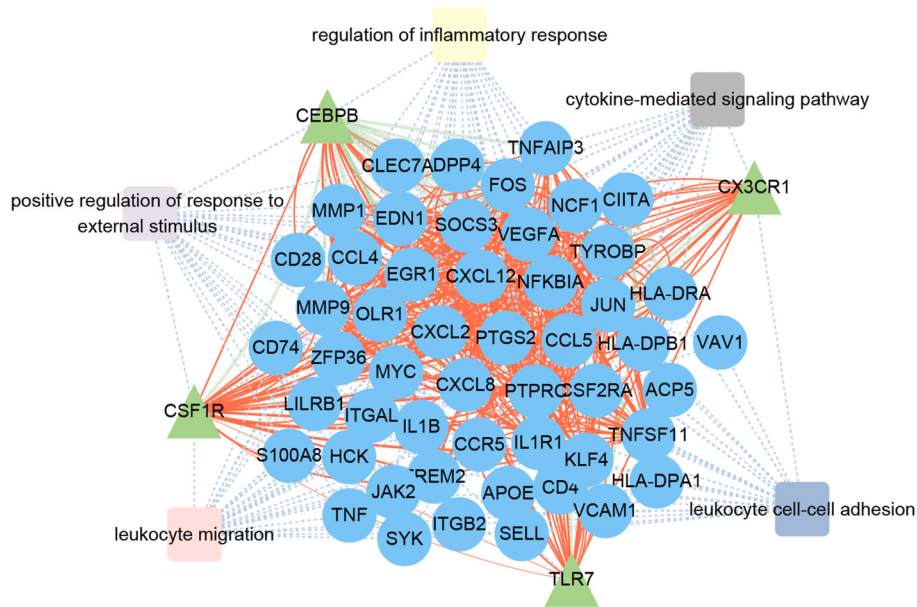 regulation of inflammatory response
cytokine-mediated signaling pathway
CEBPB
TNFAIP3
CLEC7A
DPP4
FOS
CX3CR1
positive regulation of response to
external stimulus
MMP1
EDN1
SOCS3
VEGFA
NCF1
CIITA
TYROBP
CD28
CCL4
EGR1
CXCL12
NFKBIA
HLA-DRA
MMP9
OLR1
CXCL2
PTGS2
CCL5
JUN
HLA-DPB1
VAV1
CD74
ZFP36
MYC
CXCL8
PTPRC
CSF2RA
ACP5
CSF1R
LILRB1
ITGAL
IL1B
CCR5
IL1R1
KLF4
TNFSF11
S100A8
HCK
TREM2
JAK2
APOE
CD4
HLA-DPA1
leukocyte cell-cell adhesion
leukocyte migration
TNF
SYK
ITGB2
SELL
VCAM1
TLR7